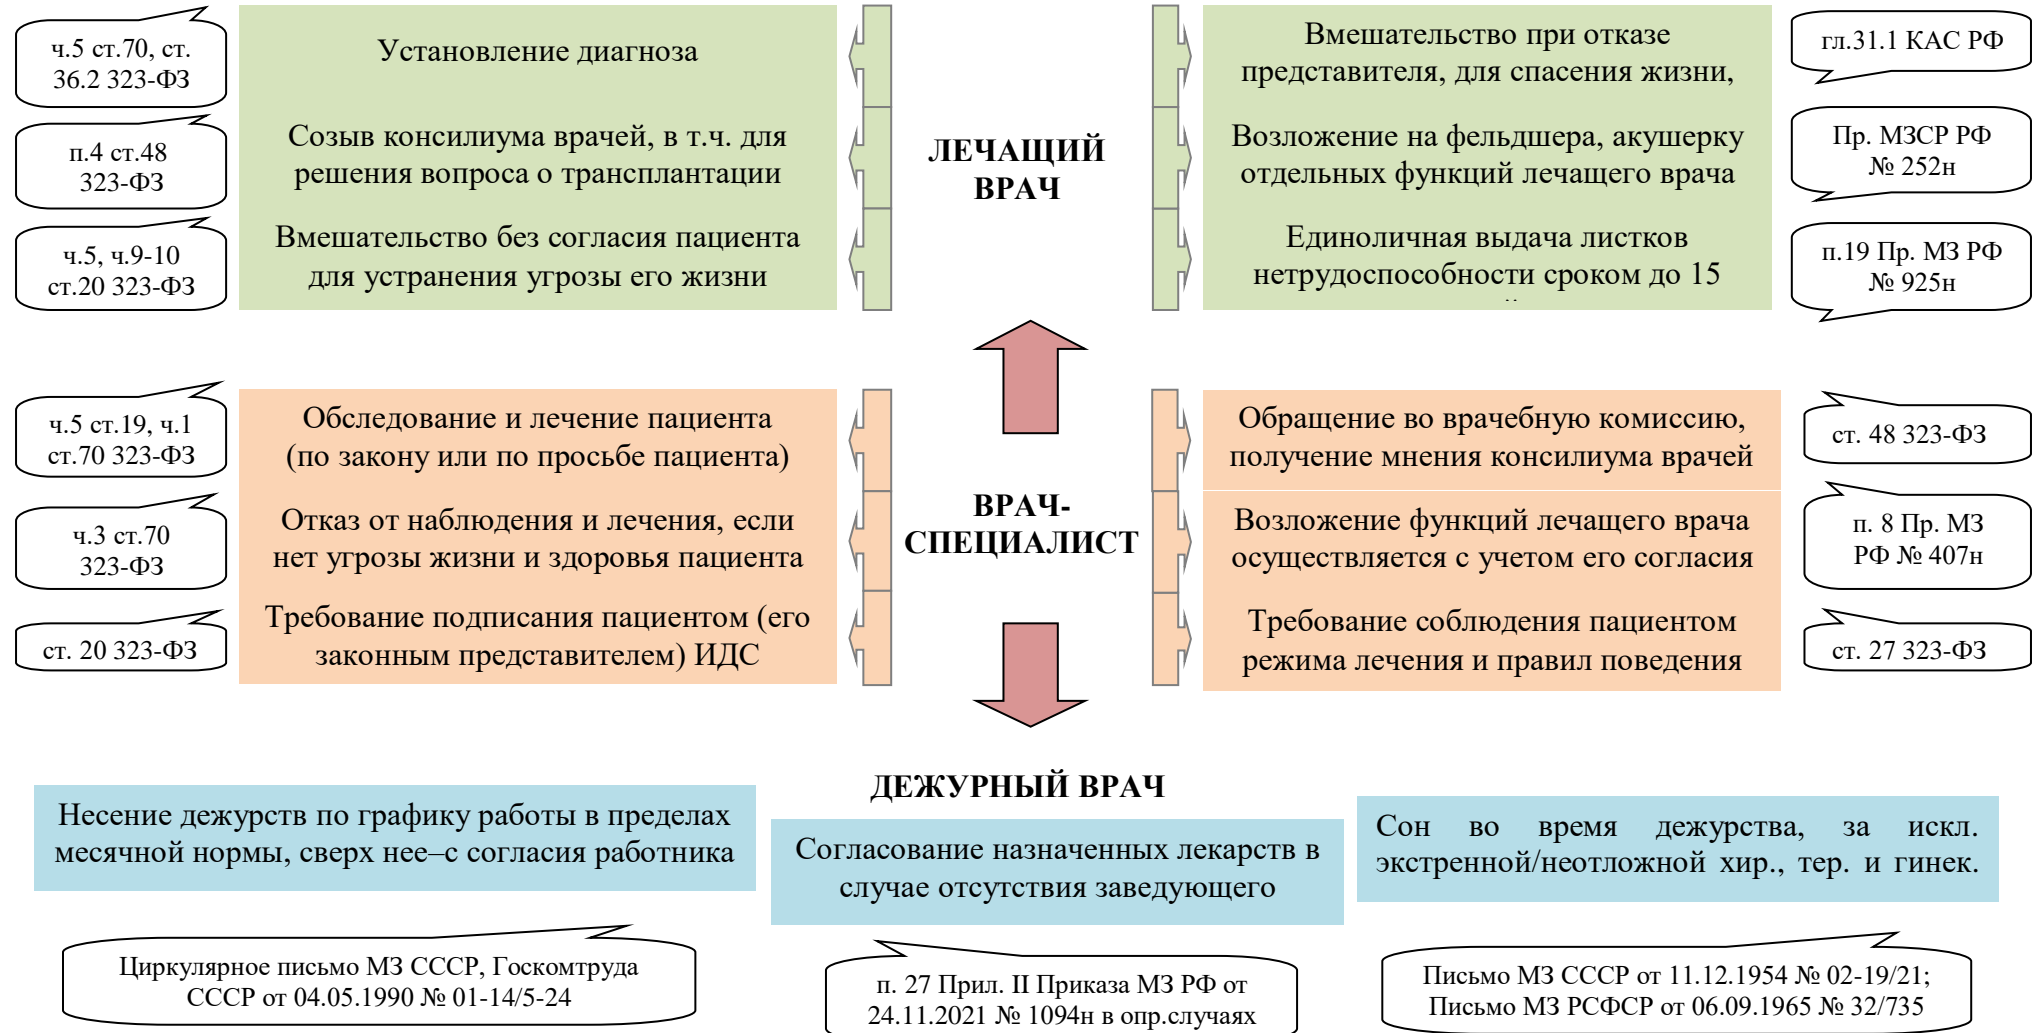 ч.5 ст.70, ст.
36.2 323-ФЗ
Установление диагноза
Вмешательство при отказе
представителя, для спасения жизни,
гл.31.1 КАС РФ
п.4 ст.48
323-ФЗ
Созыв консилиума врачей, в т.ч. для
решения вопроса о трансплантации
ЛЕЧАЩИЙ
ВРАЧ
Возложение на фельдшера, акушерку
отдельных функций лечащего врача
Пр. МЗСР РФ
№ 252н
ч.5, ч.9-10
ст.20 323-ФЗ
Вмешательство без согласия пациента
для устранения угрозы его жизни
Единоличная выдача листков
нетрудоспособности сроком до 15
п.19 Пр. МЗ РФ
№ 925н
ч.5 ст.19, ч.1
ст.70 323-ФЗ
Обследование и лечение пациента
(по закону или по просьбе пациента)
Обращение во врачебную комиссию,
получение мнения консилиума врачей
ст. 48 323-ФЗ
ч.3 ст.70
323-ФЗ
Отказ от наблюдения и лечения, если
нет угрозы жизни и здоровья пациента
ВРАЧ-
СПЕЦИАЛИСТ
Возложение функций лечащего врача
осуществляется с учетом его согласия
п. 8 Пр. МЗ
РФ № 407н
ст. 20 323-ФЗ
Требование подписания пациентом (его
законным представителем) ИДС
Требование соблюдения пациентом
режима лечения и правил поведения
ст. 27 323-ФЗ
ДЕЖУРНЫЙ ВРАЧ
Несение дежурств по графику работы в пределах
месячной нормы, сверх нее–с согласия работника
Согласование назначенных лекарств в
случае отсутствия заведующего
Сон во время дежурства, за искл.
экстренной/неотложной хир., тер. и гинек.
Циркулярное письмо МЗ СССР, Госкомтруда
СССР от 04.05.1990 № 01-14/5-24
п. 27 Прил. II Приказа МЗ РФ от
24.11.2021 № 1094н в опр.случаях
Письмо МЗ СССР от 11.12.1954 № 02-19/21;
Письмо МЗ РСФСР от 06.09.1965 № 32/735